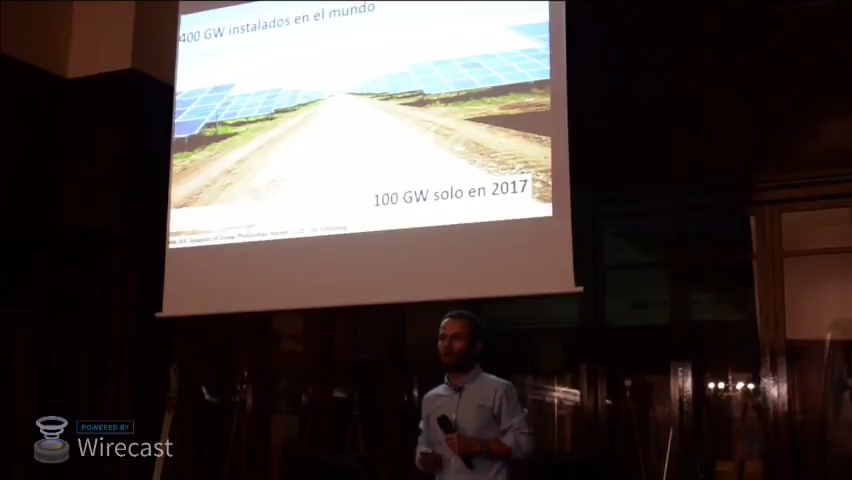 400 GW instalados en el mundo
100 GW solo en 2017
POWERED BY
Wirecast